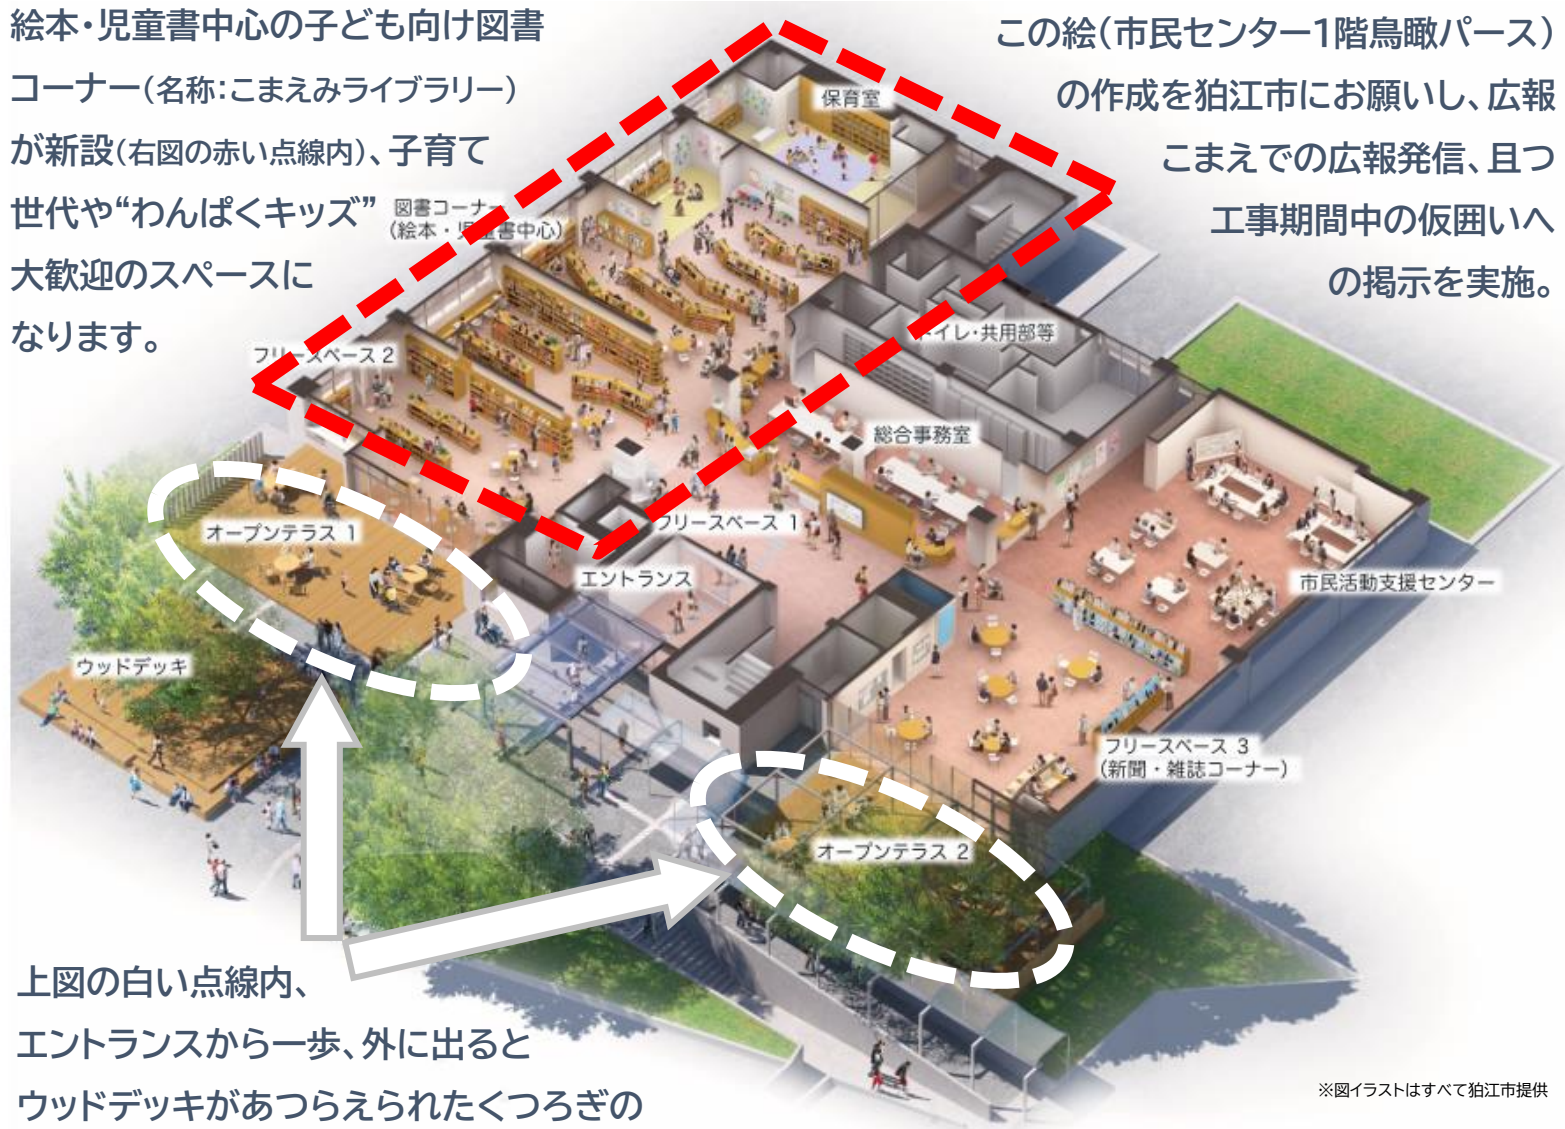 絵本・児童書中心の子ども向け図書
コーナー(名称:こまえみライブラリー)
が新設(右図の赤い点線内)、子育て
世代や“わんぱくキッズ”
大歓迎のスペースに
なります。
この絵(市民センター1階鳥瞰パース)
の作成を狛江市にお願いし、広報
こまえでの広報発信、且つ
工事期間中の仮囲いへ
の掲示を実施。
保育室
図書コーナー
(絵本・児童書中心)
フリースペース 2
トイレ・共用部等
総合事務室
オープンテラス 1
フリースペース 1
エントランス
市民活動支援センター
ウッドデッキ
フリースペース 3
(新聞・雑誌コーナー)
オープンテラス 2
上図の白い点線内、
エントランスから一歩、外に出ると
ウッドデッキがあつらえられたくつろぎの
※図イラストはすべて狛江市提供